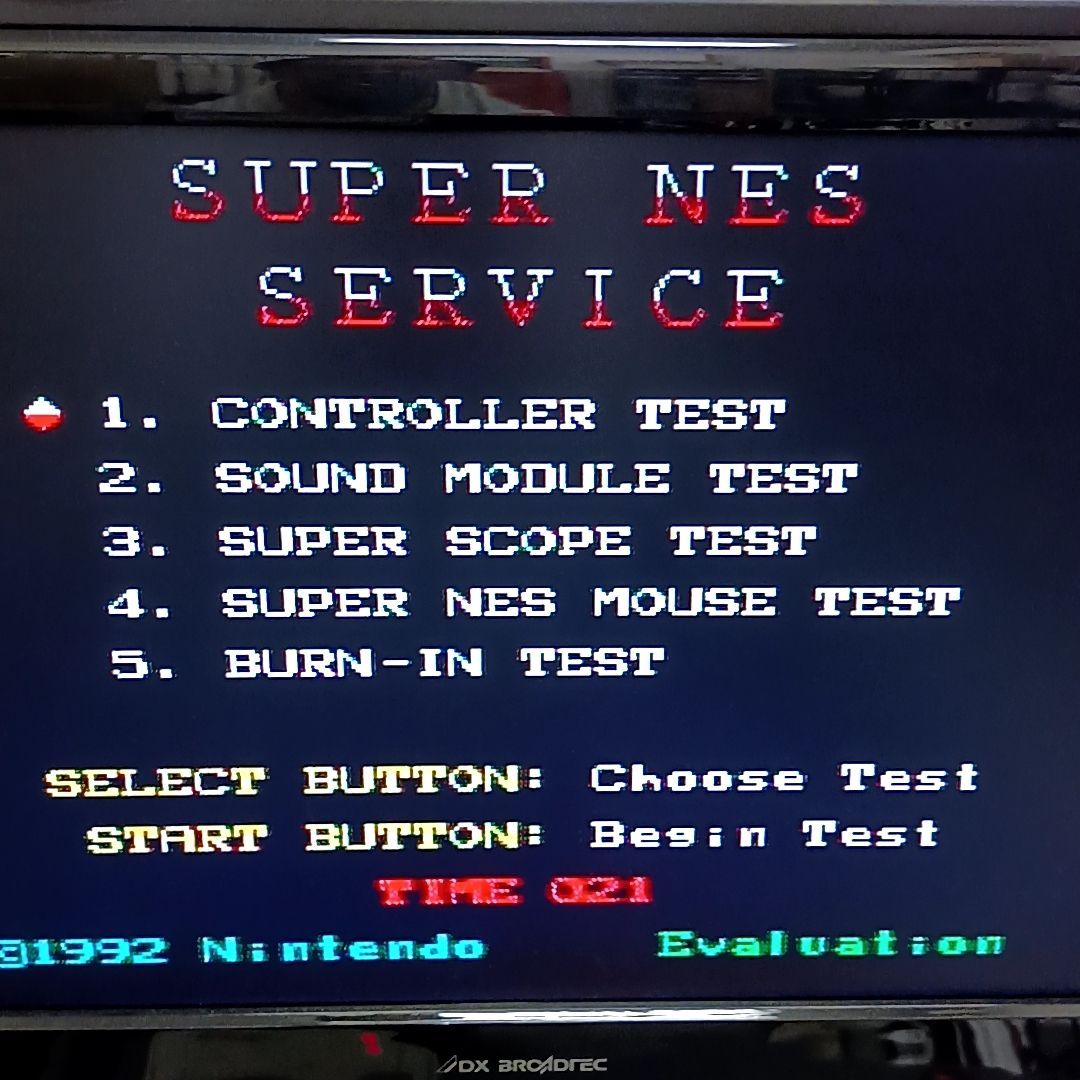 SUPER NES
SERVICE
1. CONTROLLER TEST
2. SOUND MODULE TEST
3. SUPER SCOPE TEST
4. SUPER NES MOUSE TEST
5. BURN-IN TEST
SELECT BUTTON: Choose Test
START BUTTON: Begin Test
TIME 021
©1992 Nintendo Evaluation
DX BROADTEC